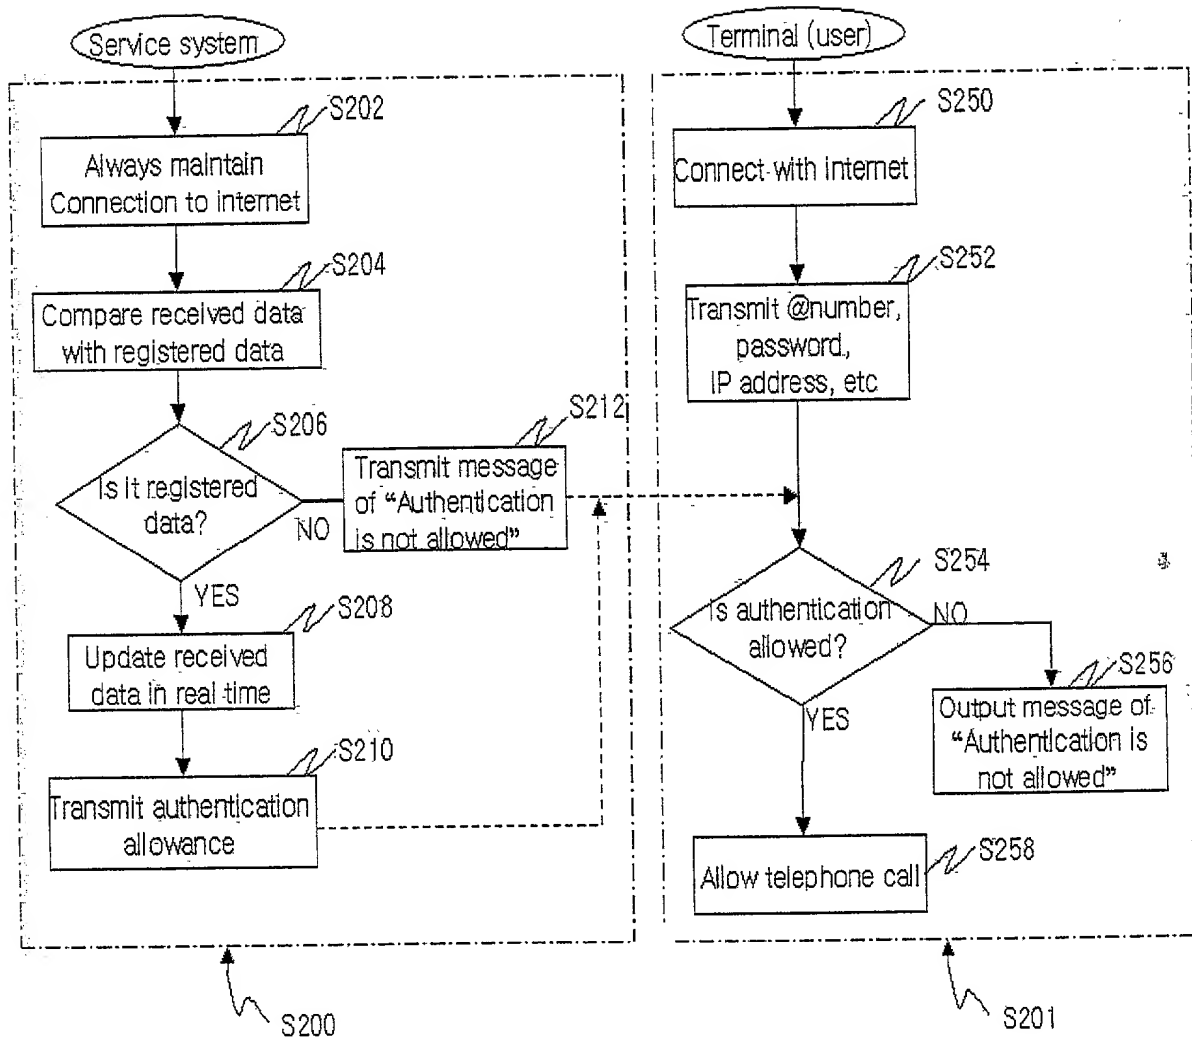 Service system
S202
Always maintain
Connection to internet
S204
Compare received data
with registered data
S206
Is it registered
data?
NO
YES
S212
Transmit message
of “Authentication
is not allowed”
S208
Update received
data in real-time
S210
Transmit authentication
allowance
S200
Terminal (user)
S250
Connect with internet
S252
Transmit @number,
password,
IP address, etc
S254
Is authentication
allowed?
NO
YES
S256
Output message of
“Authentication is
not allowed”
S258
Allow telephone call
S201